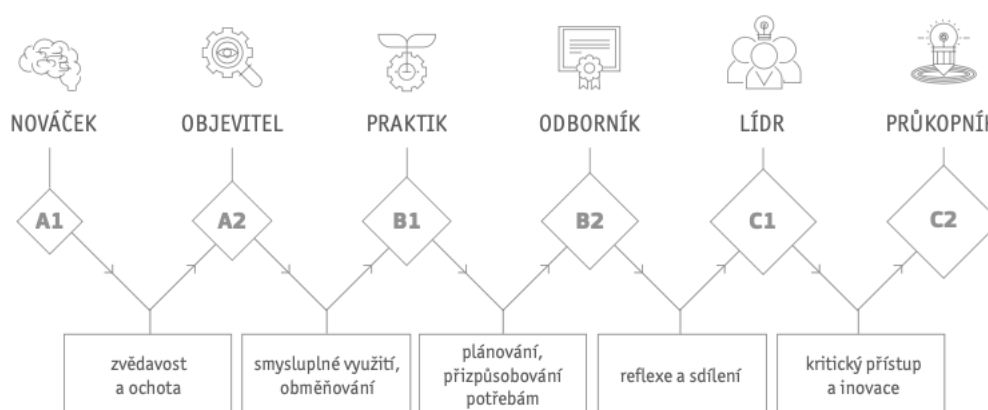 NOVÁČEK
OBJEVITEL
PRAKTIK
ODBORNÍK
LÍDR
PRŮKOPNÍK
A1
A2
B1
B2
C1
C2
zvědavost
a ochota
smysluplné využití,
obměňování
plánování,
přizpůsobování
potřebám
reflexe a sdílení
kritický přístup
a inovace